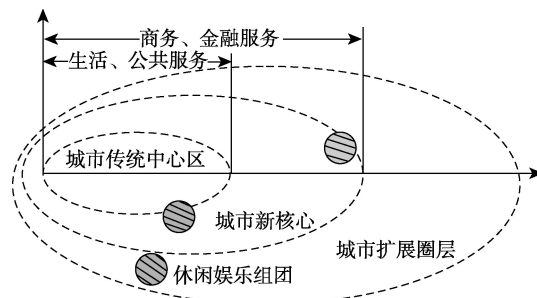 商务、金融服务
生活、公共服务
城市传统中心区
城市新核心
城市扩展圈层
休闲娱乐组团